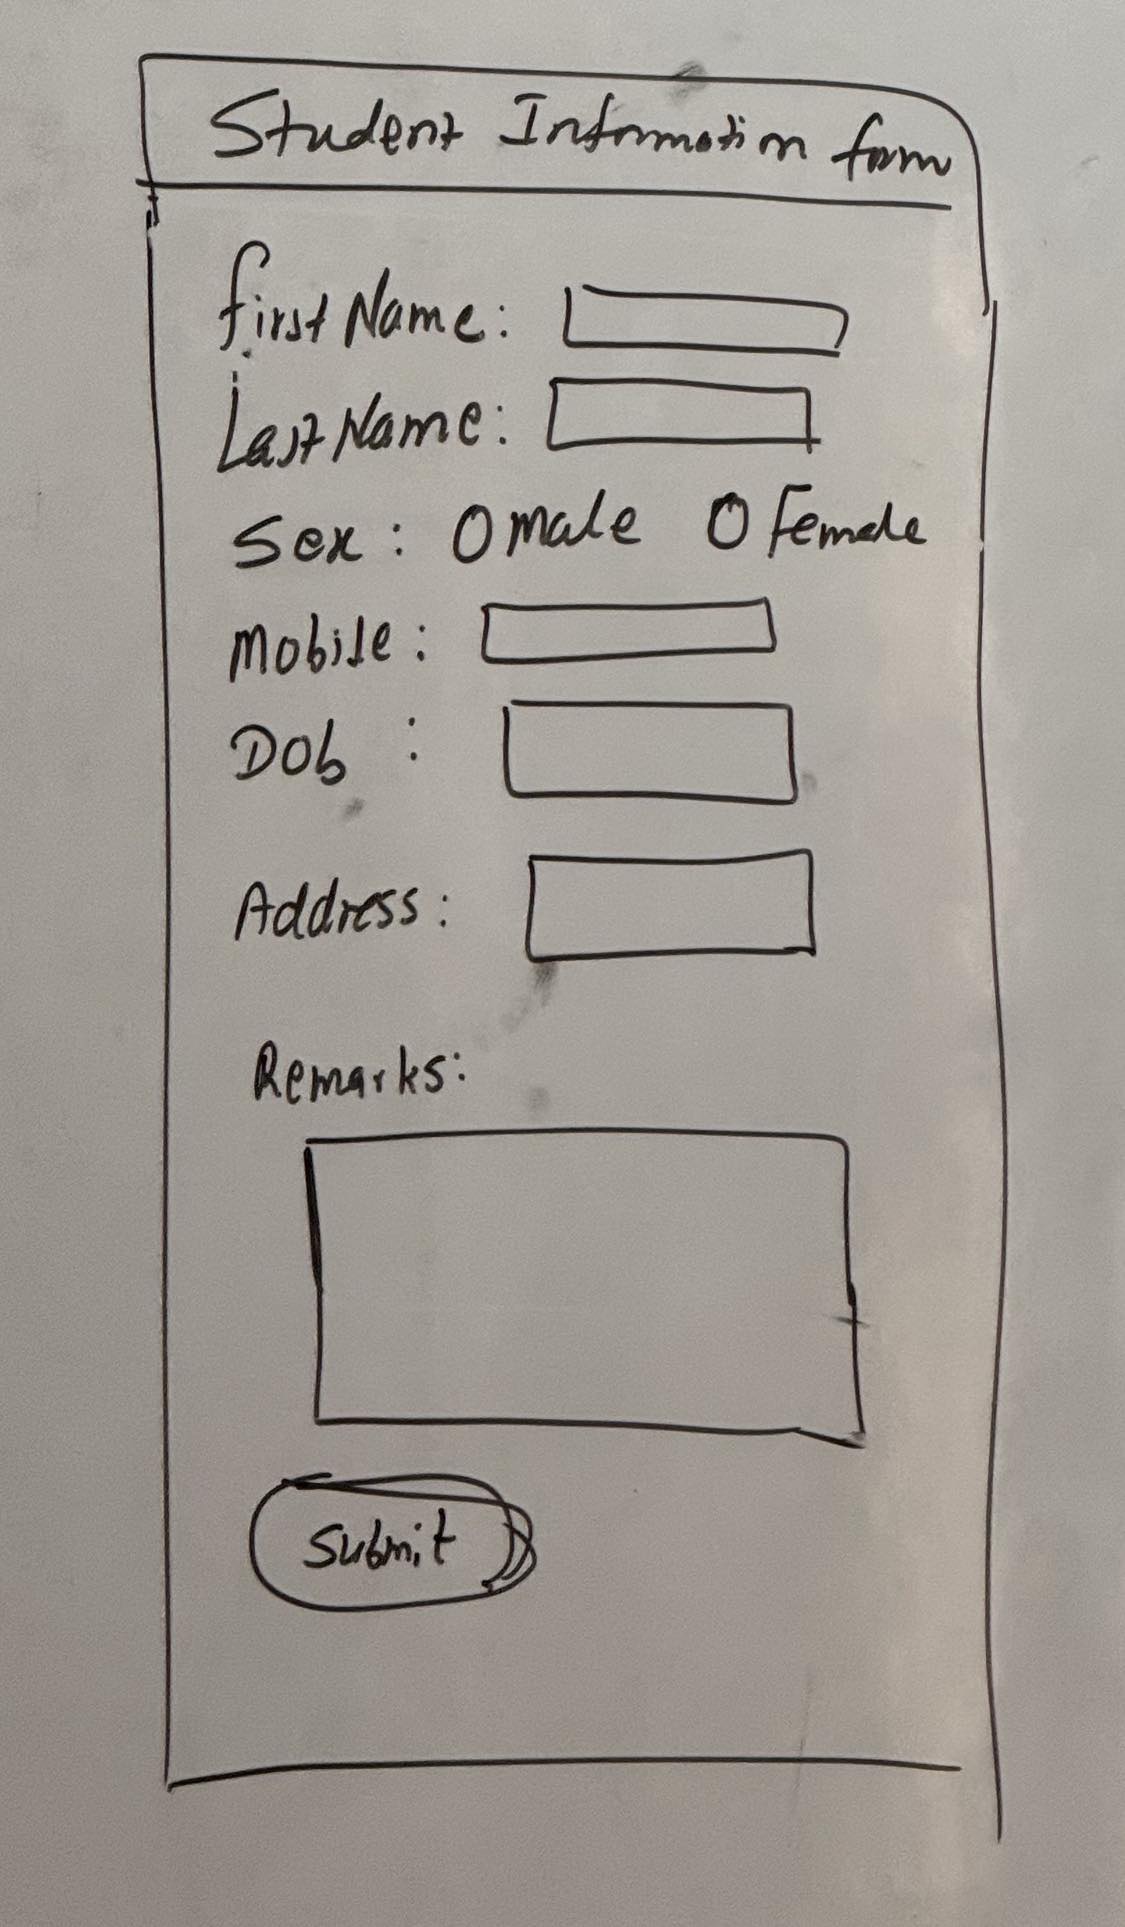 Student Information form
first Name:
Last Name:
Sex: O male O Female
Mobile:
DOb :
Address:
Remarks:
Submit